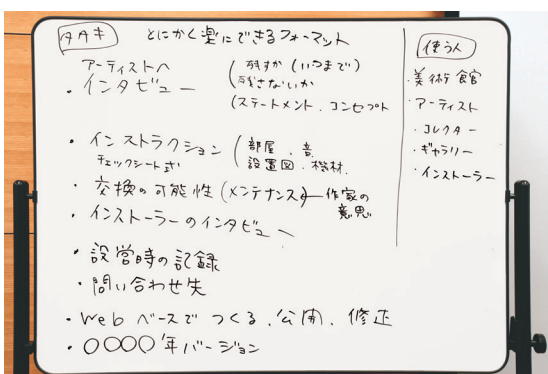 タタキ とにかく楽にできるフォーマット
アーティストへ
・インタビュー
(残すか(いつまで)
残さないか
(ステートメント、コンセプト
・インストラクション
チェックシート式
(部屋、音
設置図、機材
・交換の可能性(メンテナンス)←作家の
意思
・インストーラーのインタビュー
・設営時の記録
・問い合わせ先
・Webベースでつくる、公開、修正
・〇〇〇〇年バージョン
使う人
・美術館
・アーティスト
・コレクター
・ギャラリー
・インストーラー